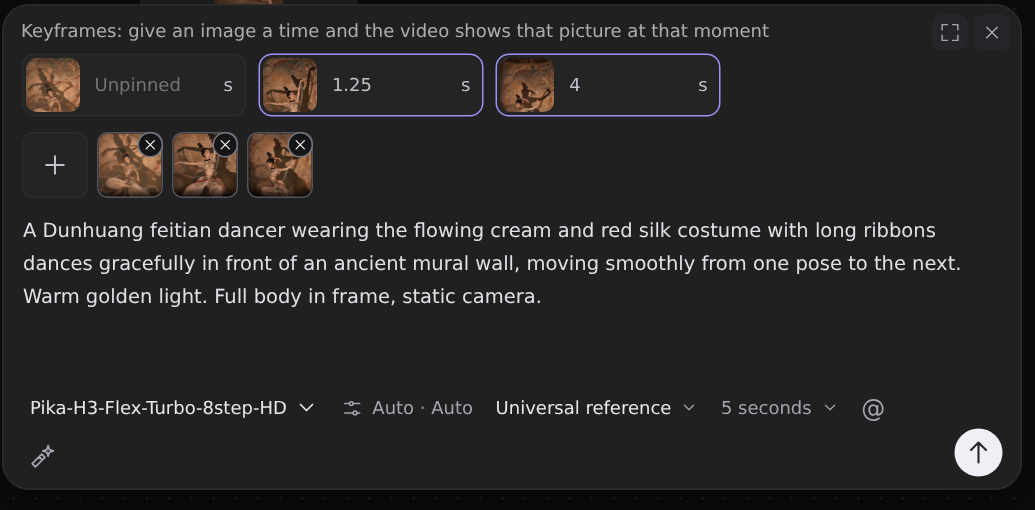 Keyframes: give an image a time and the video shows that picture at that moment
Unpinned s
1.25 s
4 s
A Dunhuang feitian dancer wearing the flowing cream and red silk costume with long ribbons
dances gracefully in front of an ancient mural wall, moving smoothly from one pose to the next.
Warm golden light. Full body in frame, static camera.
Pika-H3-Flex-Turbo-8step-HD Auto · Auto Universal reference 5 seconds @